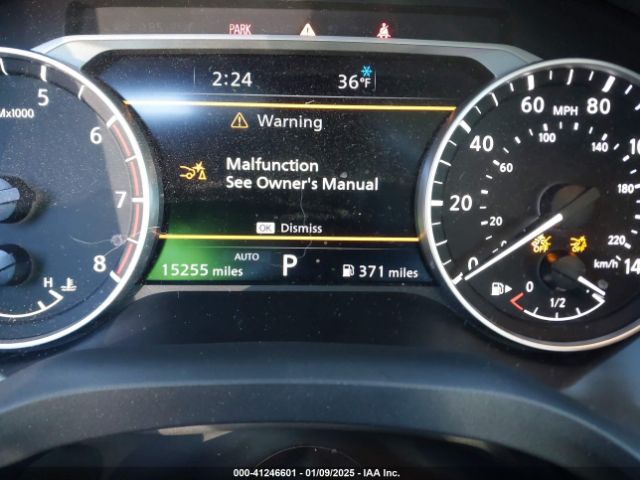 PARK
2:24 36°F
Warning
Malfunction
See Owner's Manual
OK Dismiss
AUTO
15255 miles P 371 miles
x1000
5
6
7
8
H
0 20 40 60 80
MPH
0 20 60 100 140 180 220
km/h
OFF
0 1/2
000-41246601 - 01/09/2025 - IAA Inc.